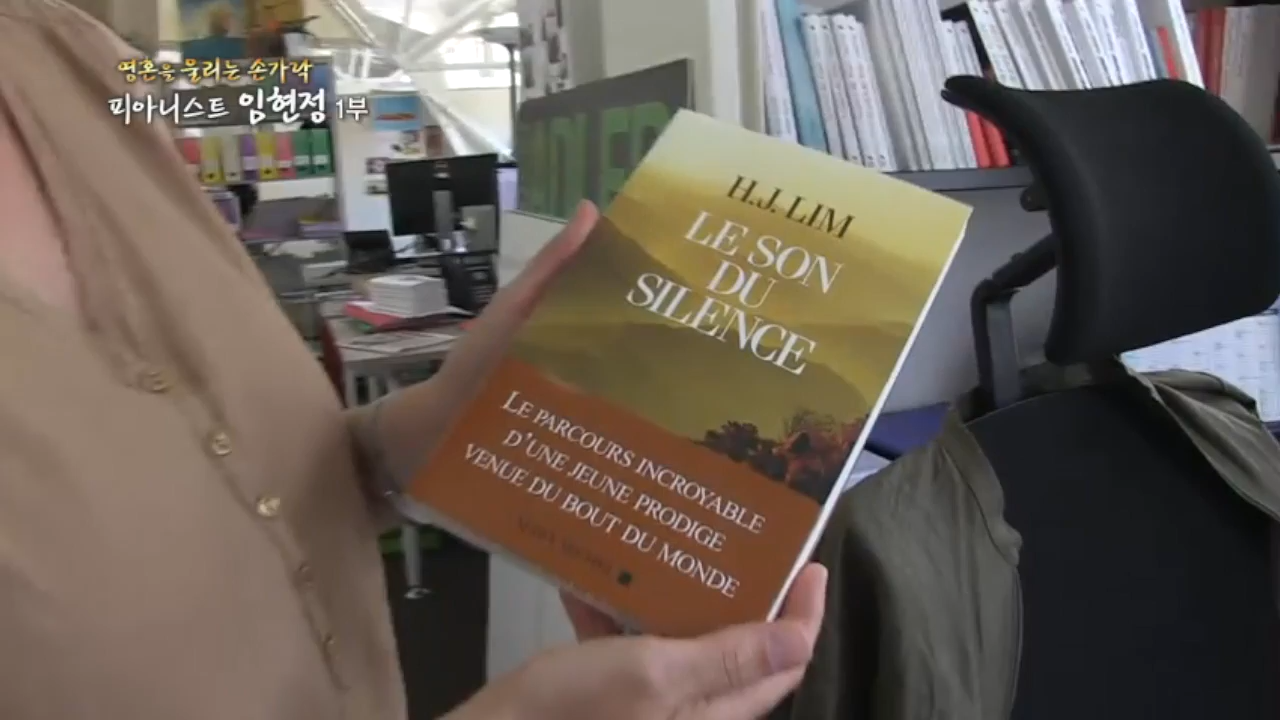 영혼을 울리는 손가락
피아니스트 임현정 1부
H.J. LIM
LE SON
DU
SILENCE
LE PARCOURS INCROYABLE
D'UNE JEUNE PRODIGE
VENUE DU BOUT DU MONDE